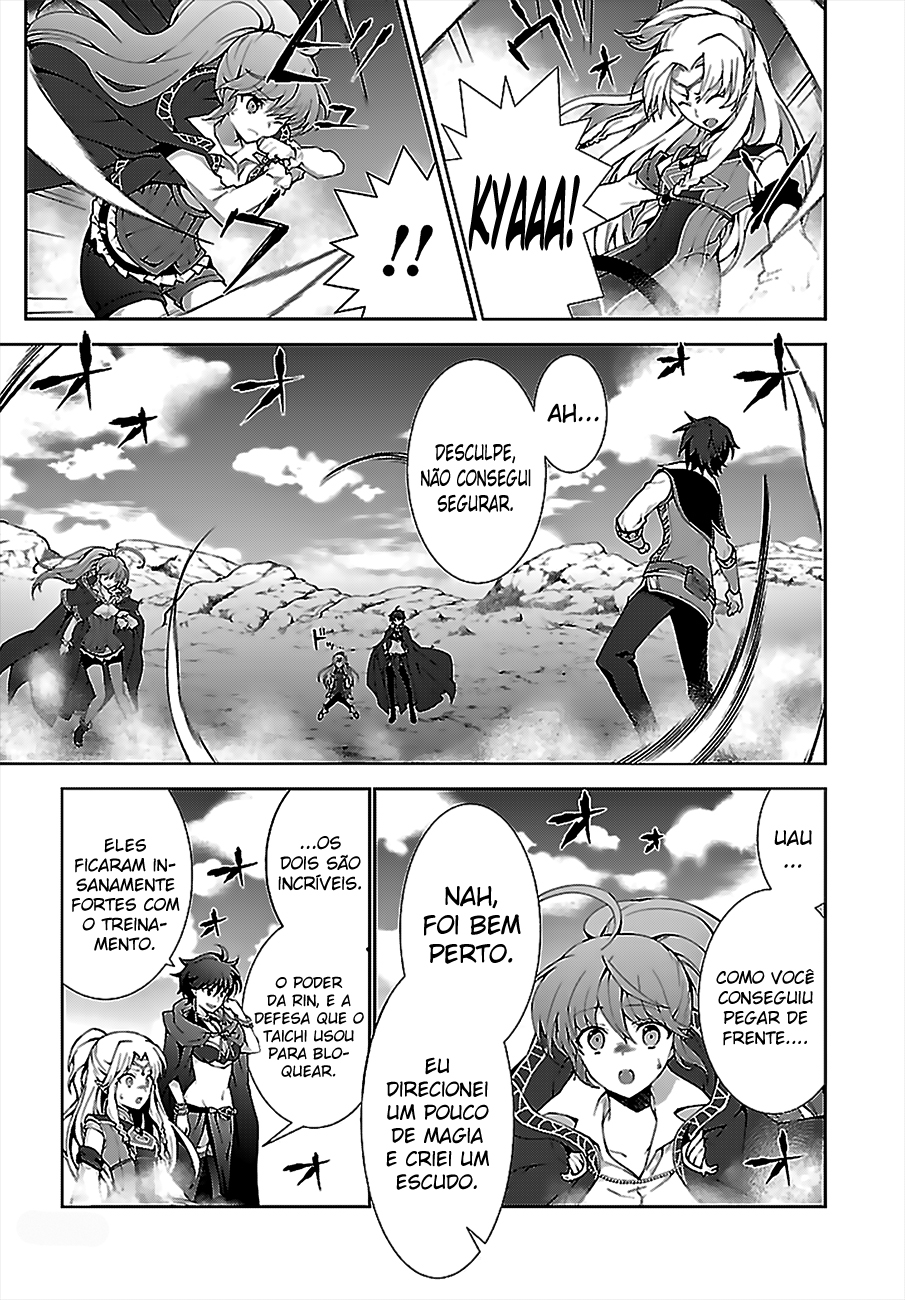 KYAAA!
!!
AH...
DESCULPE,
NÃO CONSEGUI
SEGURAR.
UAU
...
COMO VOCÊ
CONSEGUIU
PEGAR DE
FRENTE....
NAH,
FOI BEM
PERTO.
EU
DIRECIONEI
UM POUCO
DE MAGIA
E CRIEI UM
ESCUDO.
...OS
DOIS SÃO
INCRÍVEIS.
O PODER
DA RIN, E A
DEFESA QUE O
TAICHI USOU
PARA BLO-
QUEAR.
ELES
FICARAM IN-
SANAMENTE
FORTES COM
O TREINA-
MENTO.